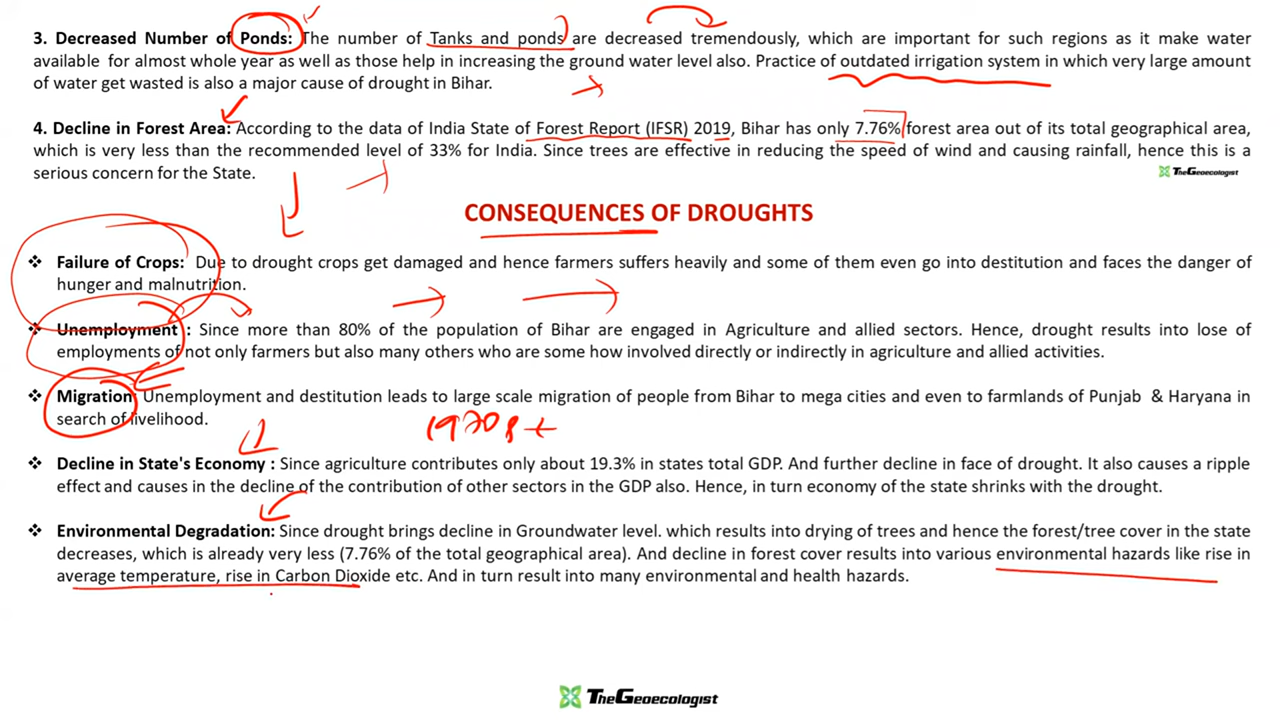 3. Decreased Number of Ponds: The number of Tanks and ponds are decreased tremendously, which are important for such regions as it make water
available for almost whole year as well as those help in increasing the ground water level also. Practice of outdated irrigation system in which very large amount
of water get wasted is also a major cause of drought in Bihar.
4. Decline in Forest Area: According to the data of India State of Forest Report (IFSR) 2019, Bihar has only 7.76% forest area out of its total geographical area,
which is very less than the recommended level of 33% for India. Since trees are effective in reducing the speed of wind and causing rainfall, hence this is a
serious concern for the State.
TheGeoecologist
CONSEQUENCES OF DROUGHTS
❖ Failure of Crops: Due to drought crops get damaged and hence farmers suffers heavily and some of them even go into destitution and faces the danger of
hunger and malnutrition.
❖ Unemployment : Since more than 80% of the population of Bihar are engaged in Agriculture and allied sectors. Hence, drought results into lose of
employments of not only farmers but also many others who are some how involved directly or indirectly in agriculture and allied activities.
❖ Migration: Unemployment and destitution leads to large scale migration of people from Bihar to mega cities and even to farmlands of Punjab & Haryana in
search of livelihood.
1970s +
❖ Decline in State's Economy : Since agriculture contributes only about 19.3% in states total GDP. And further decline in face of drought. It also causes a ripple
effect and causes in the decline of the contribution of other sectors in the GDP also. Hence, in turn economy of the state shrinks with the drought.
❖ Environmental Degradation: Since drought brings decline in Groundwater level. which results into drying of trees and hence the forest/tree cover in the state
decreases, which is already very less (7.76% of the total geographical area). And decline in forest cover results into various environmental hazards like rise in
average temperature, rise in Carbon Dioxide etc. And in turn result into many environmental and health hazards.
TheGeoecologist